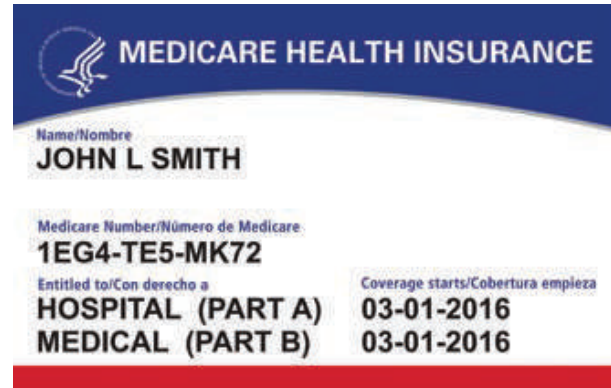 MEDICARE HEALTH INSURANCE
Name/Nombre
JOHN L SMITH
Medicare Number/Número de Medicare
1EG4-TE5-MK72
Entitled to/Con derecho a Coverage starts/Cobertura empieza
HOSPITAL (PART A) 03-01-2016
MEDICAL (PART B) 03-01-2016